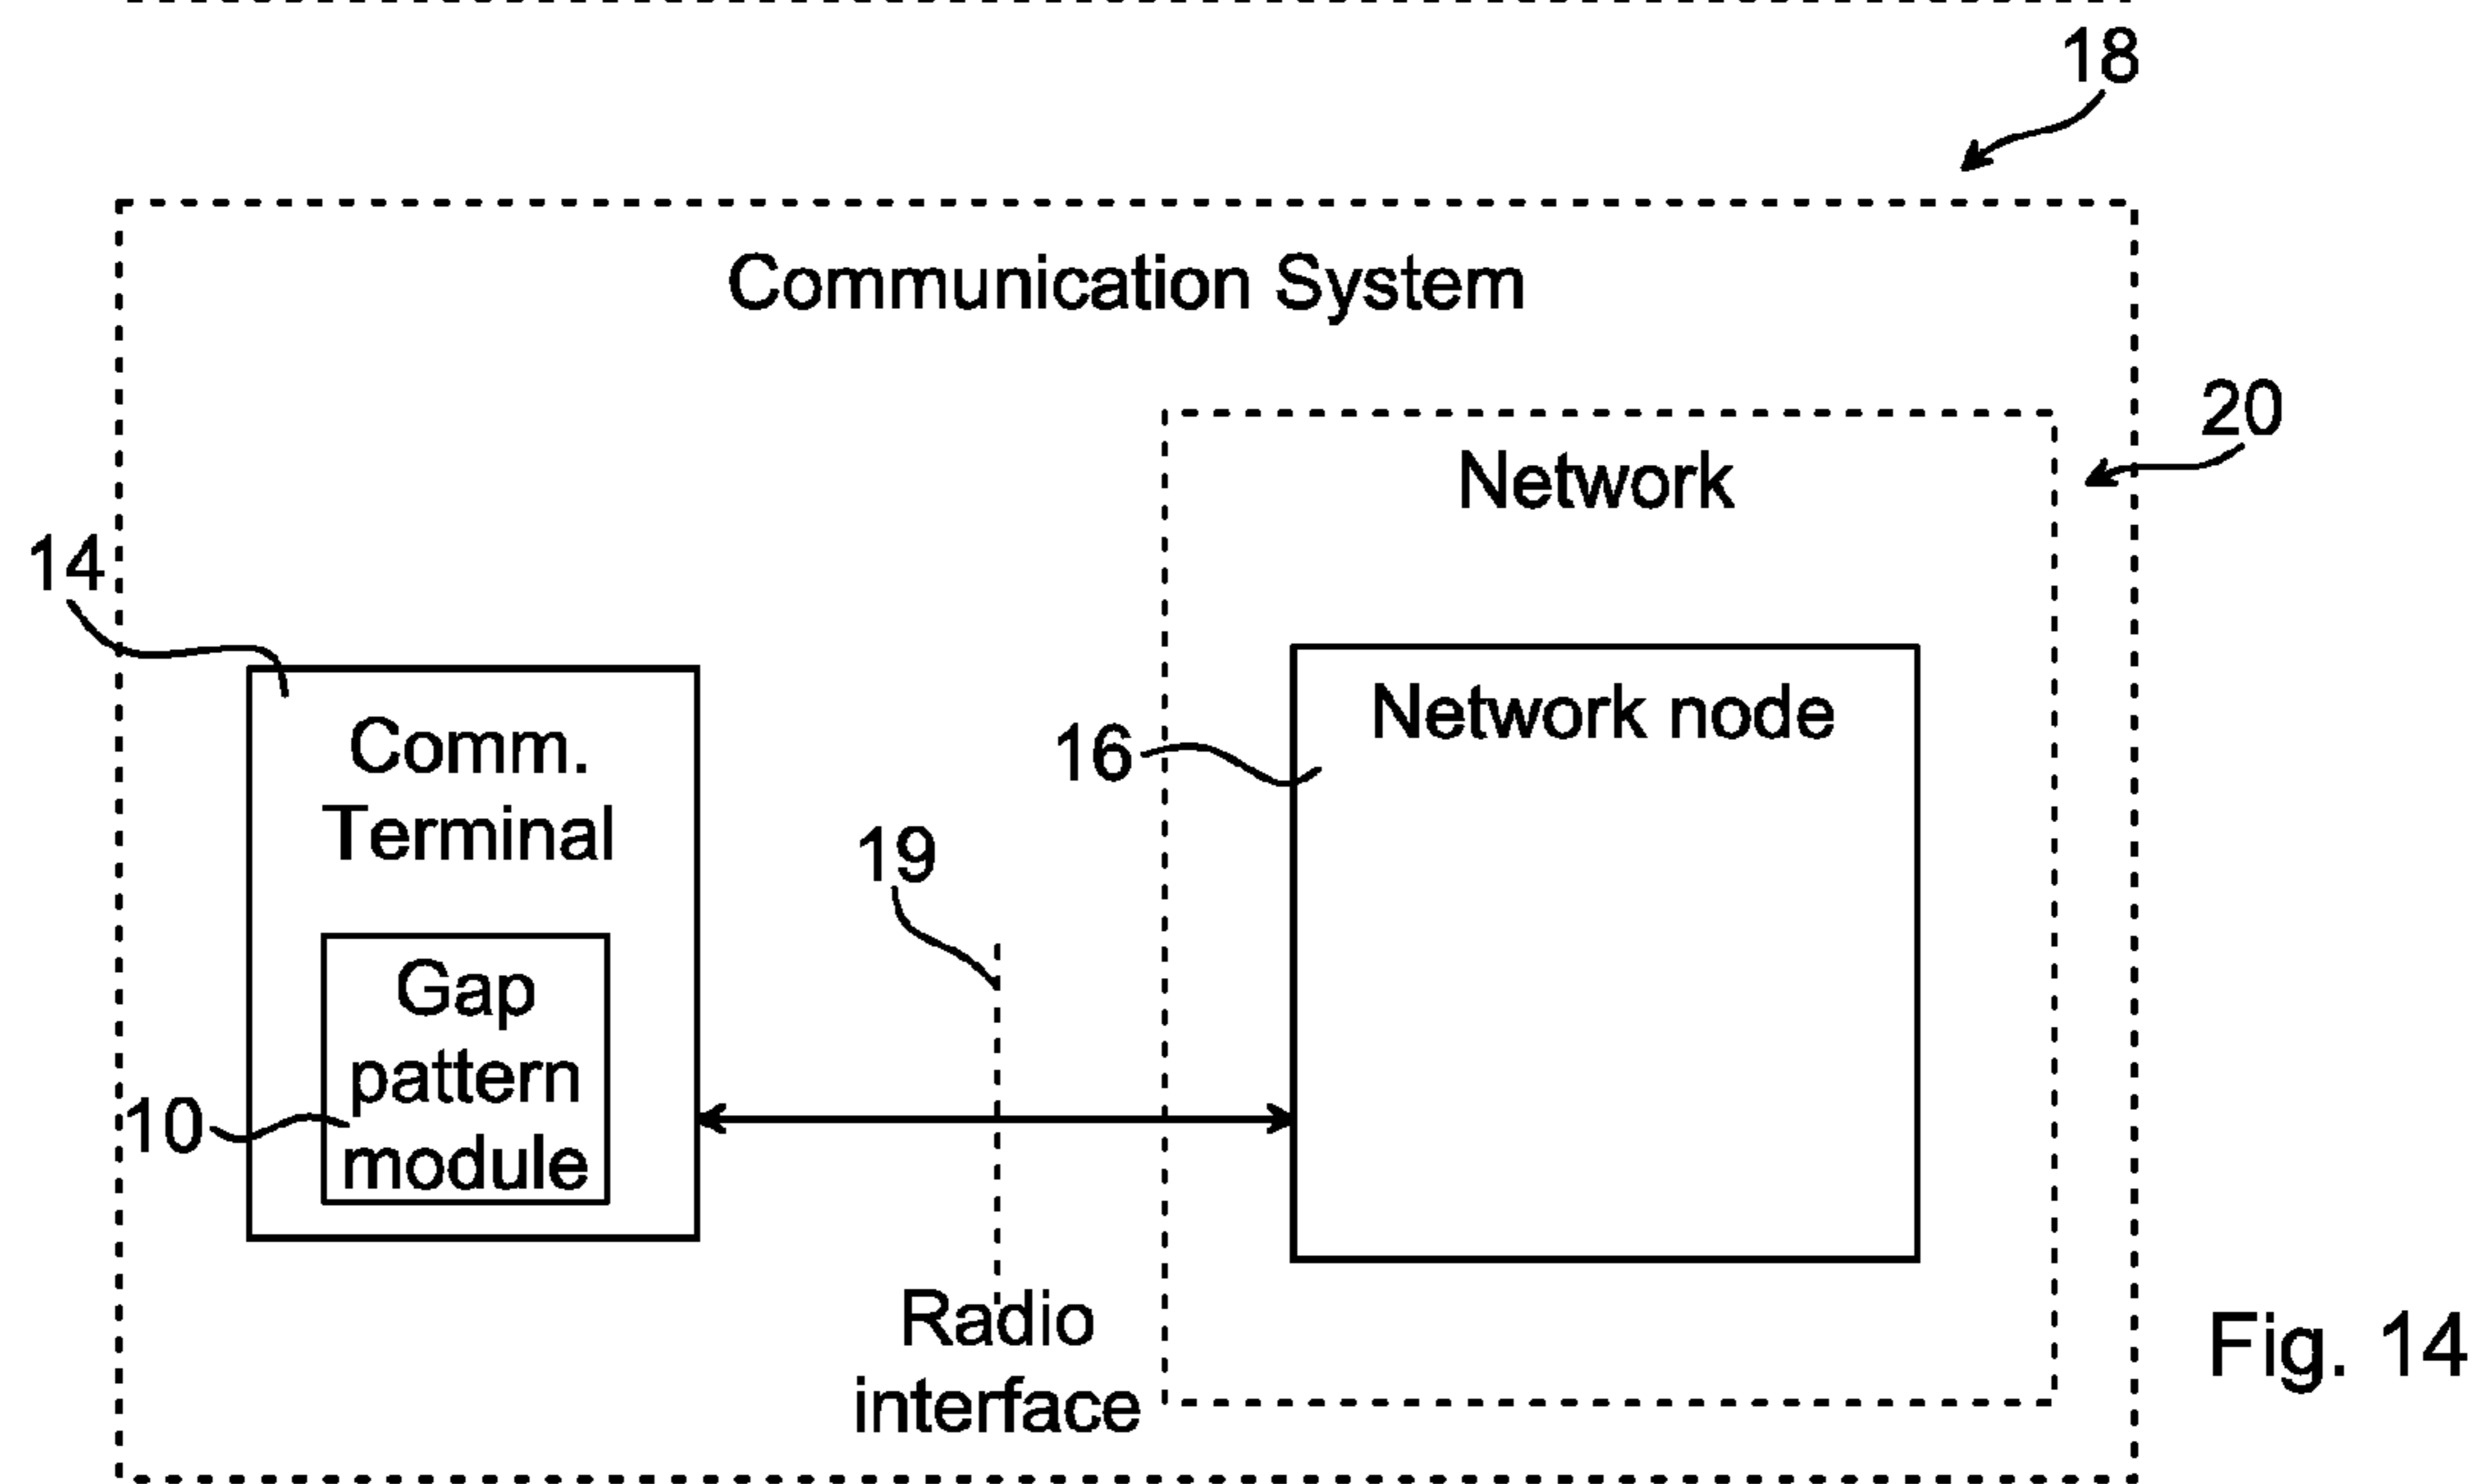 18
Communication System
20
Network
14
Network node
Comm.
Terminal
16
19
Gap
pattern
module
10
Radio
interface
Fig. 14